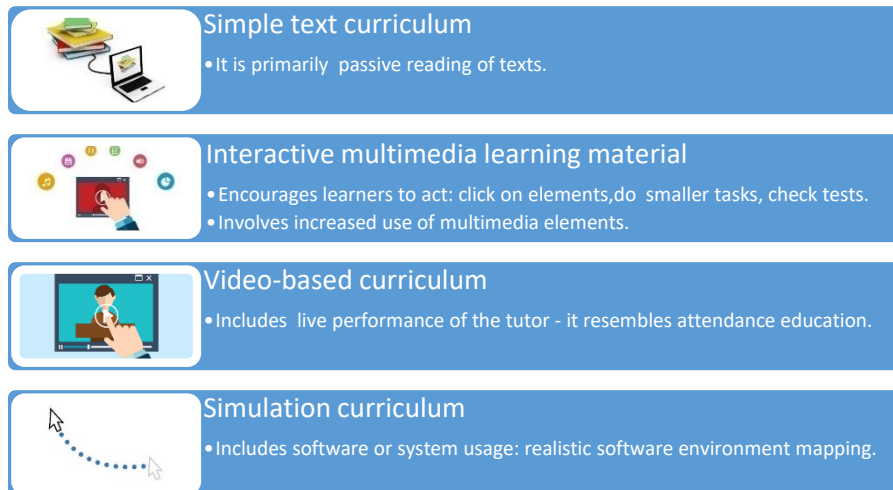 Simple text curriculum
•It is primarily passive reading of texts.
Interactive multimedia learning material
•Encourages learners to act: click on elements,do smaller tasks, check tests.
•Involves increased use of multimedia elements.
Video-based curriculum
•Includes live performance of the tutor - it resembles attendance education.
Simulation curriculum
•Includes software or system usage: realistic software environment mapping.